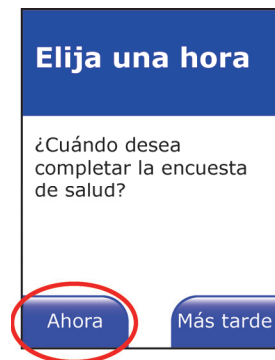 Elija una hora
¿Cuándo desea
completar la encuesta
de salud?
Ahora
Más tarde